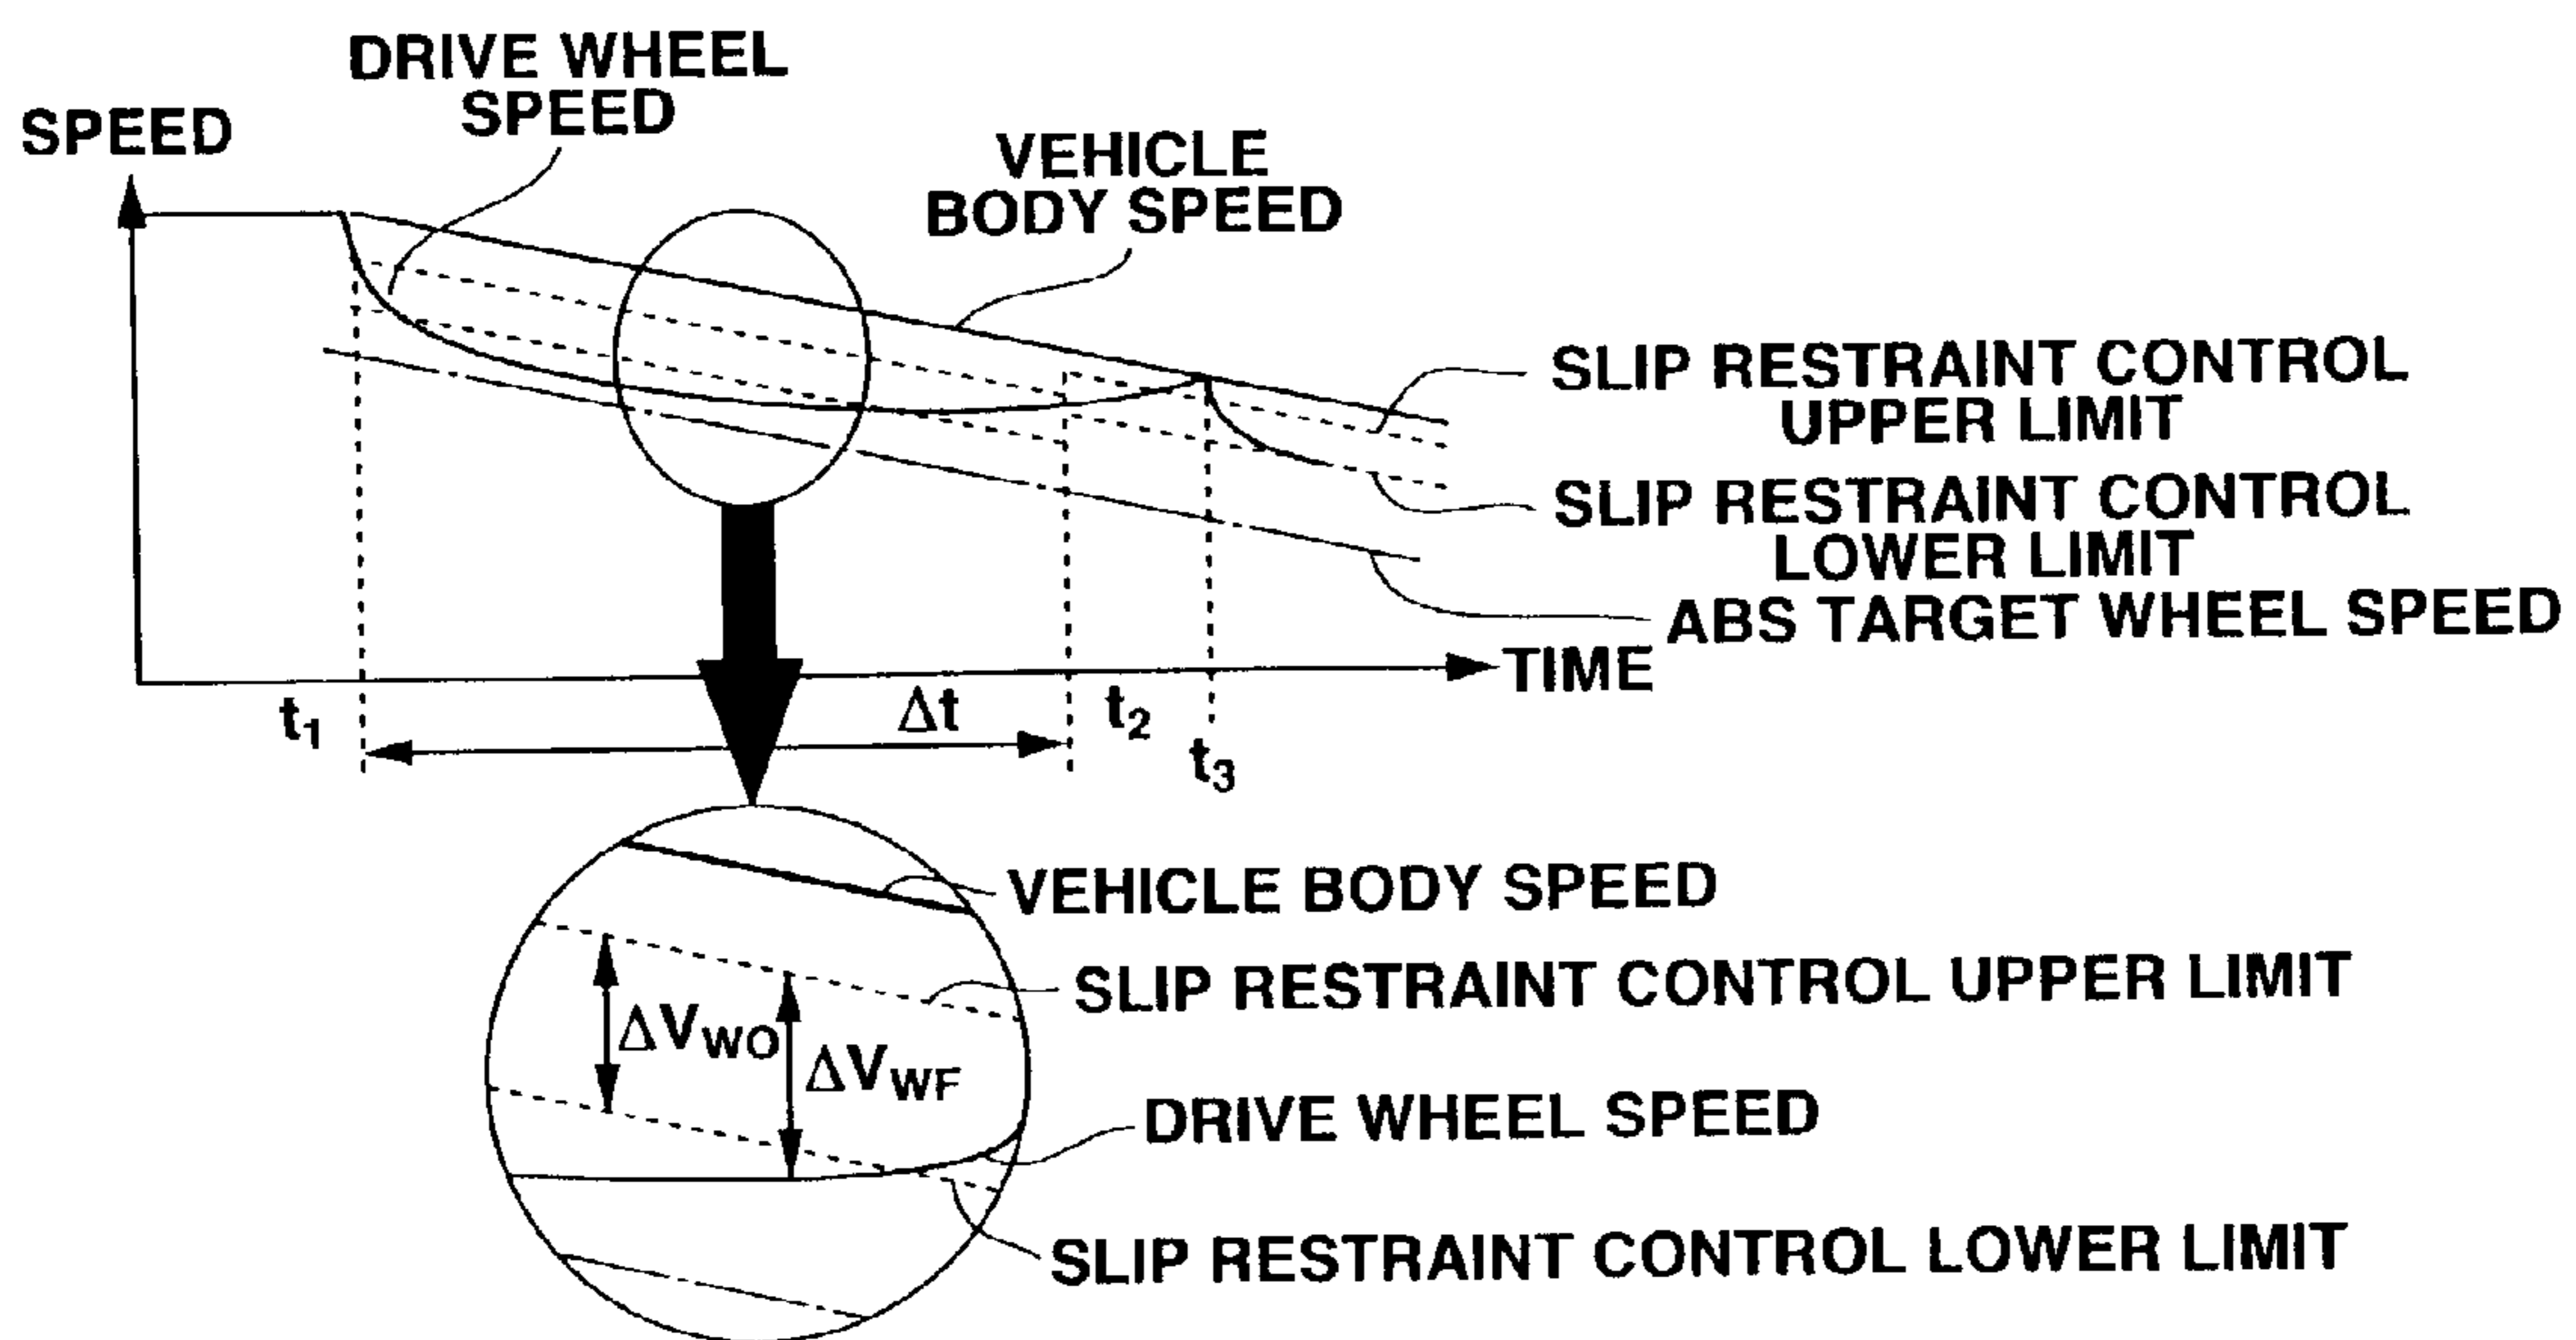 DRIVE WHEEL
SPEED
SPEED
VEHICLE
BODY SPEED
SLIP RESTRAINT CONTROL
UPPER LIMIT
SLIP RESTRAINT CONTROL
LOWER LIMIT
ABS TARGET WHEEL SPEED
TIME
t1
Δt
t2
t3
VEHICLE BODY SPEED
SLIP RESTRAINT CONTROL UPPER LIMIT
ΔVWO
ΔVWF
DRIVE WHEEL SPEED
SLIP RESTRAINT CONTROL LOWER LIMIT